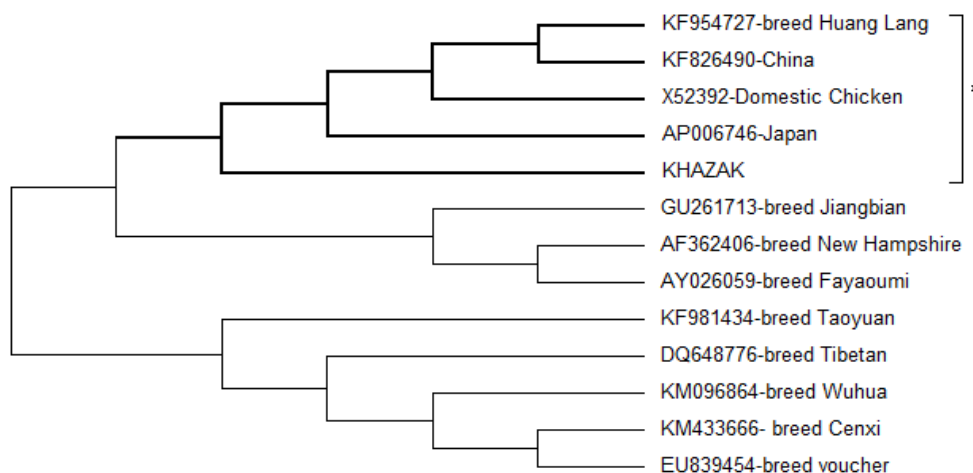 KF954727-breed Huang Lang
KF826490-China
X52392-Domestic Chicken
AP006746-Japan
KHAZAK
GU261713-breed Jiangbian
AF362406-breed New Hampshire
AY026059-breed Fayaoumi
KF981434-breed Taoyuan
DQ648776-breed Tibetan
KM096864-breed Wuhua
KM433666- breed Cenxi
EU839454-breed voucher
*